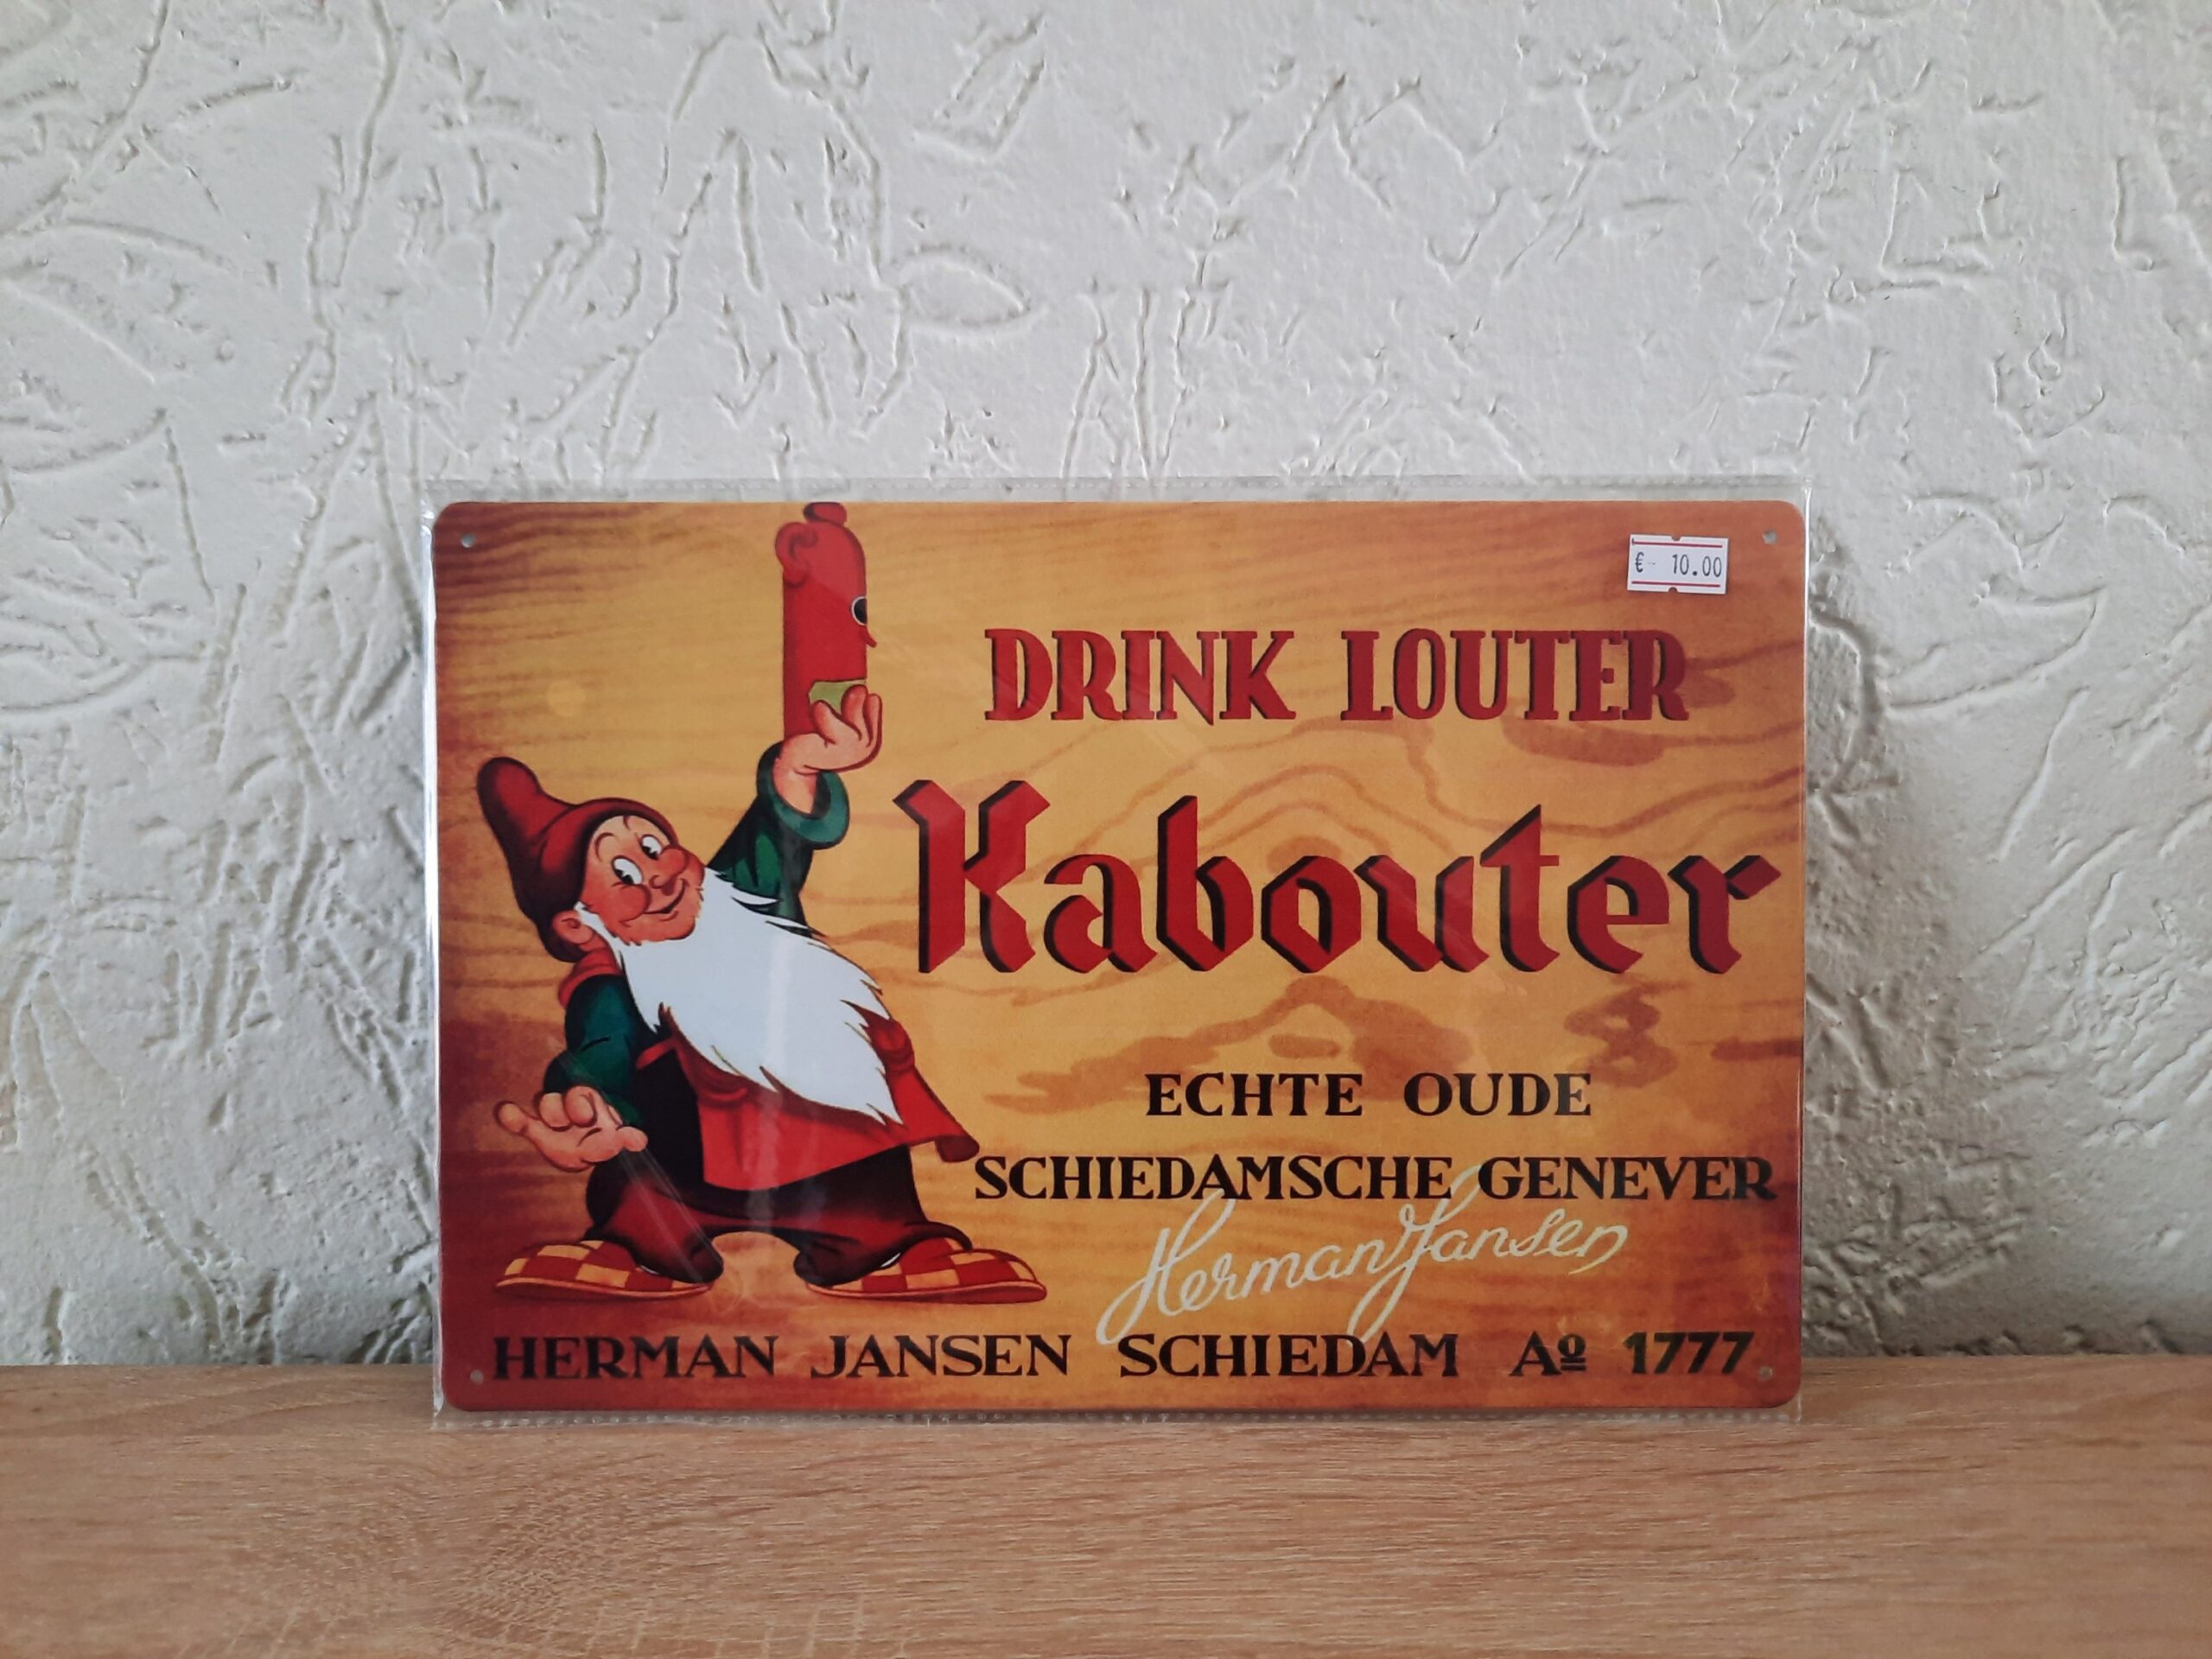 € 10.00
DRINK LOUTER
Kabouter
ECHTE OUDE
SCHIEDAMSCHE GENEVER
Herman Jansen
HERMAN JANSEN SCHIEDAM Aº 1777